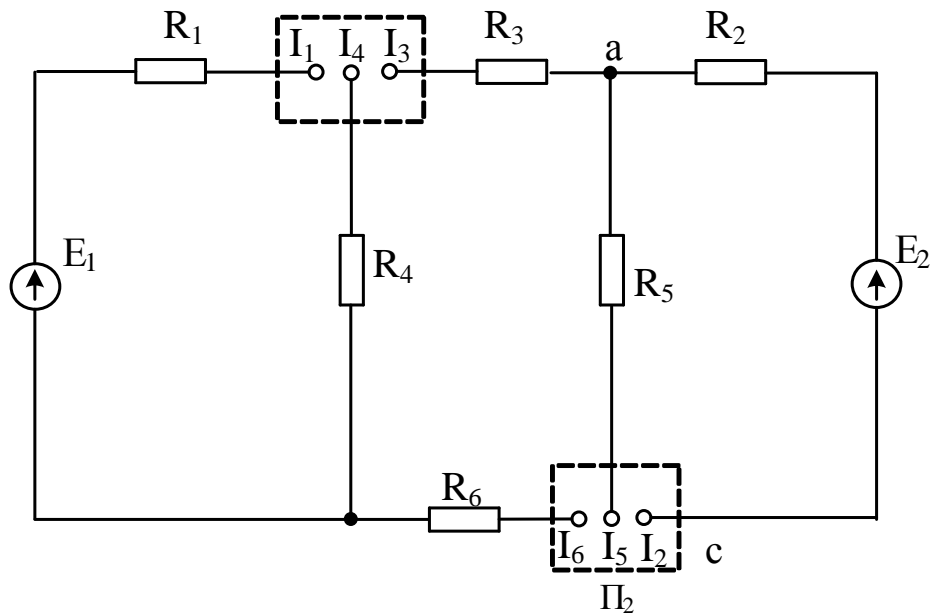 R₁ I₁ I₄ I₃ R₃ a R₂
E₁ R₄ R₅ E₂
R₆ I₆ I₅ I₂ c
П₂